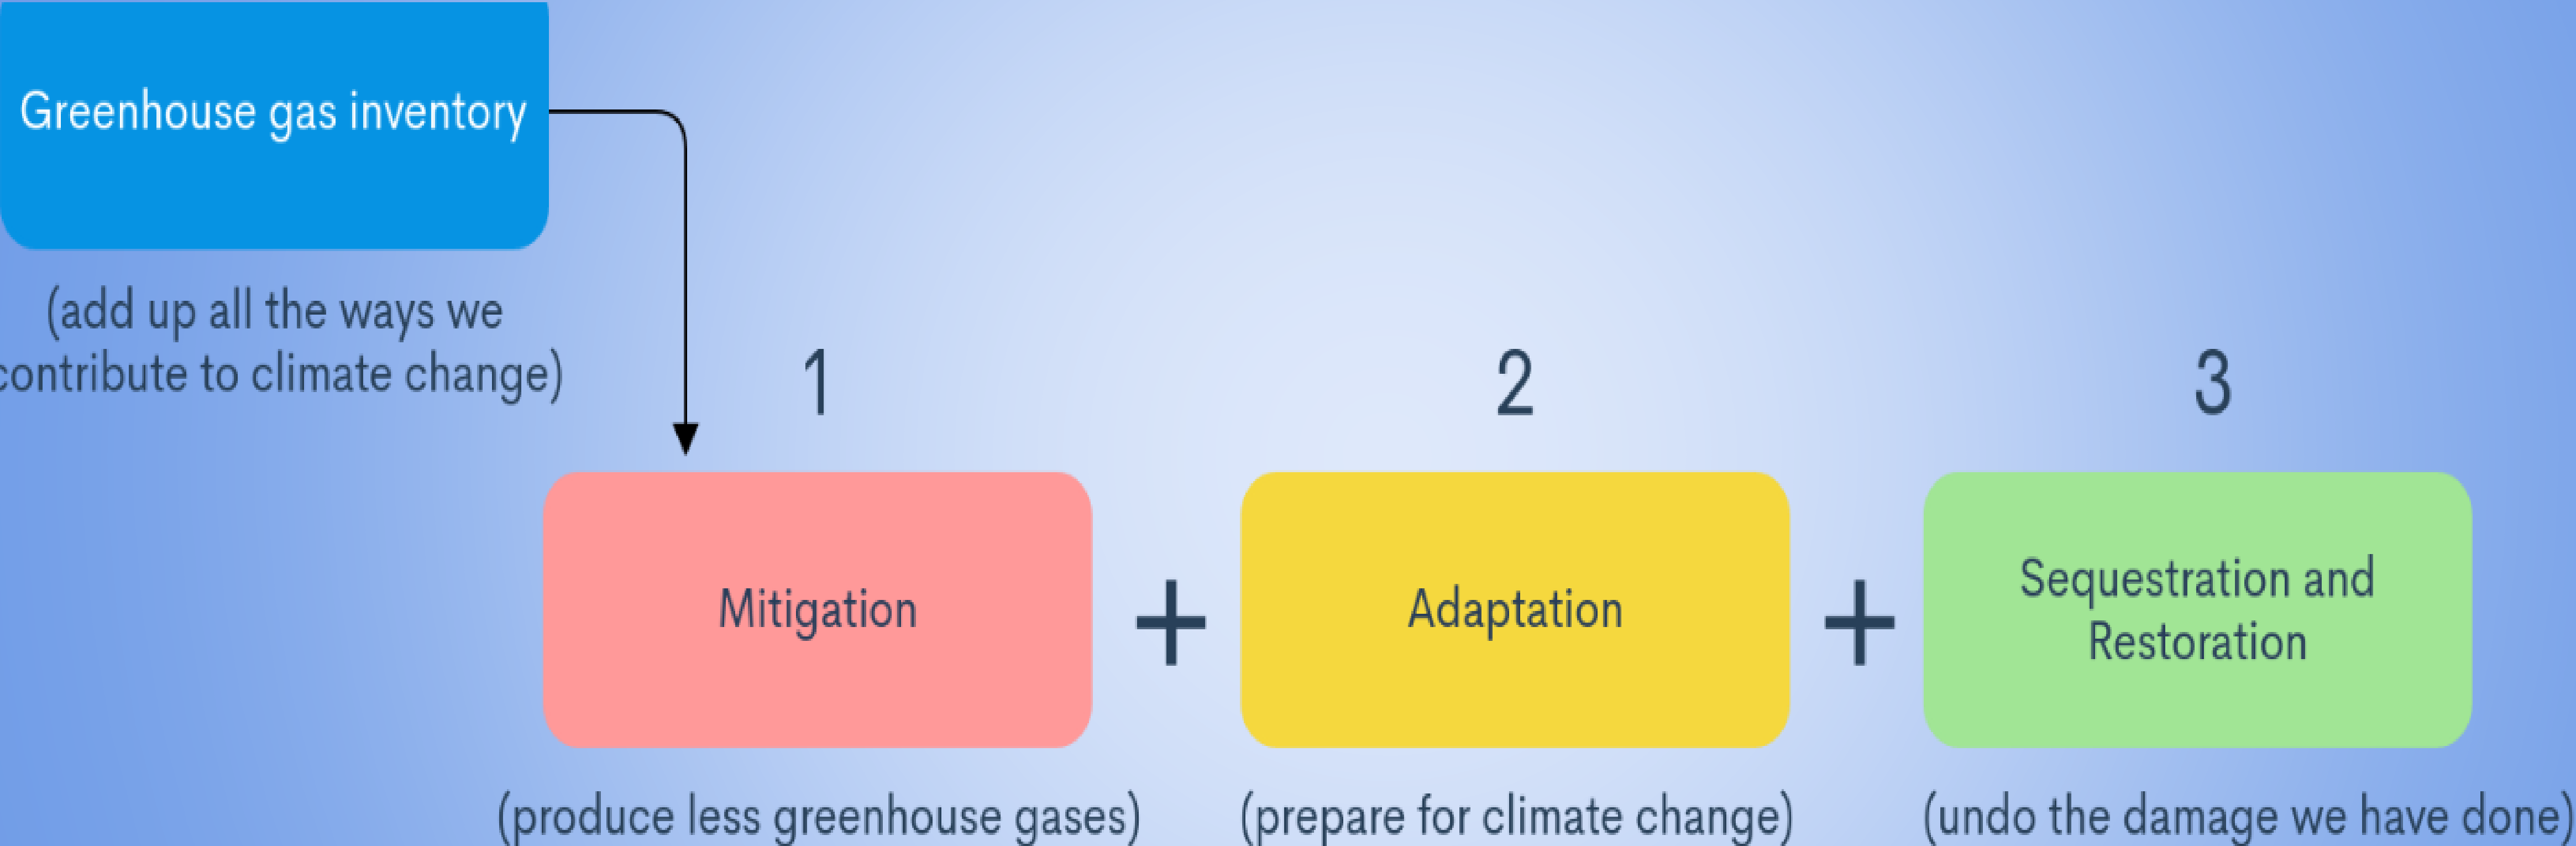 Greenhouse gas inventory
(add up all the ways we
contribute to climate change)
1
2
3
Mitigation
+
Adaptation
+
Sequestration and
Restoration
(produce less greenhouse gases)
(prepare for climate change)
(undo the damage we have done)